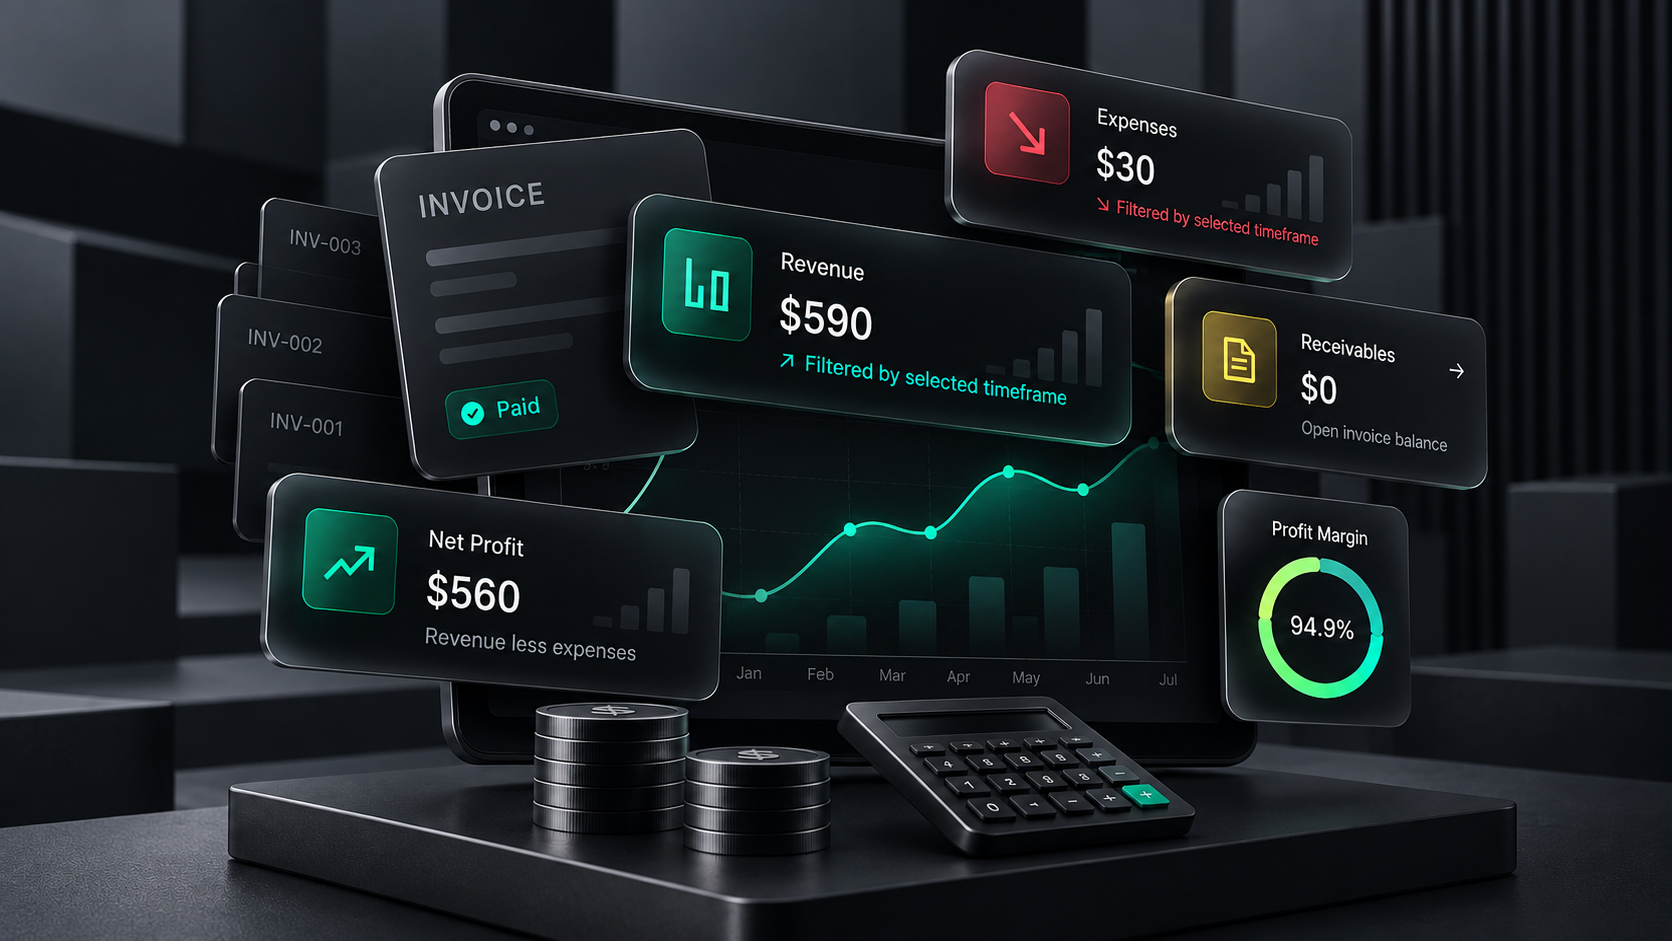 Expenses
$30
Filtered by selected timeframe
INVOICE
INV-003
Revenue
$590
Filtered by selected timeframe
INV-002
Receivables
$0
Open invoice balance
Paid
INV-001
Net Profit
$560
Revenue less expenses
Profit Margin
94.9%
Jan Feb Mar Apr May Jun Jul